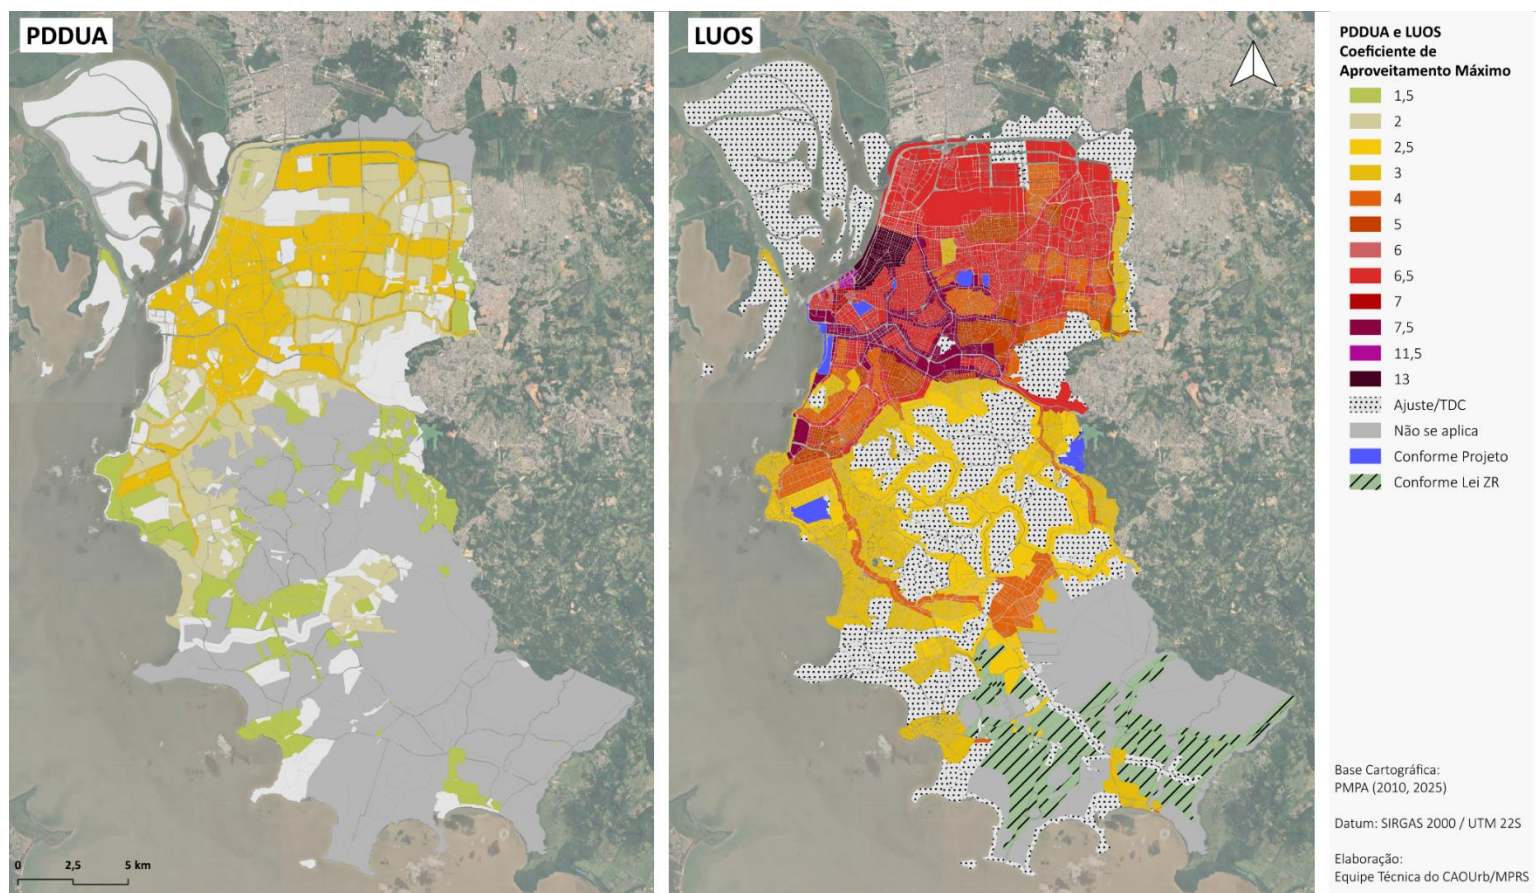 PDDUA
LUOS
PDDUA e LUOS
Coeficiente de
Aproveitamento Máximo
1,5
2
2,5
3
4
5
6
6,5
7
7,5
11,5
13
Ajuste/TDC
Não se aplica
Conforme Projeto
Conforme Lei ZR
Base Cartográfica:
PMPA (2010, 2025)
Datum: SIRGAS 2000 / UTM 22S
Elaboração:
Equipe Técnica do CAOUrb/MPRS
0 2,5 5 km